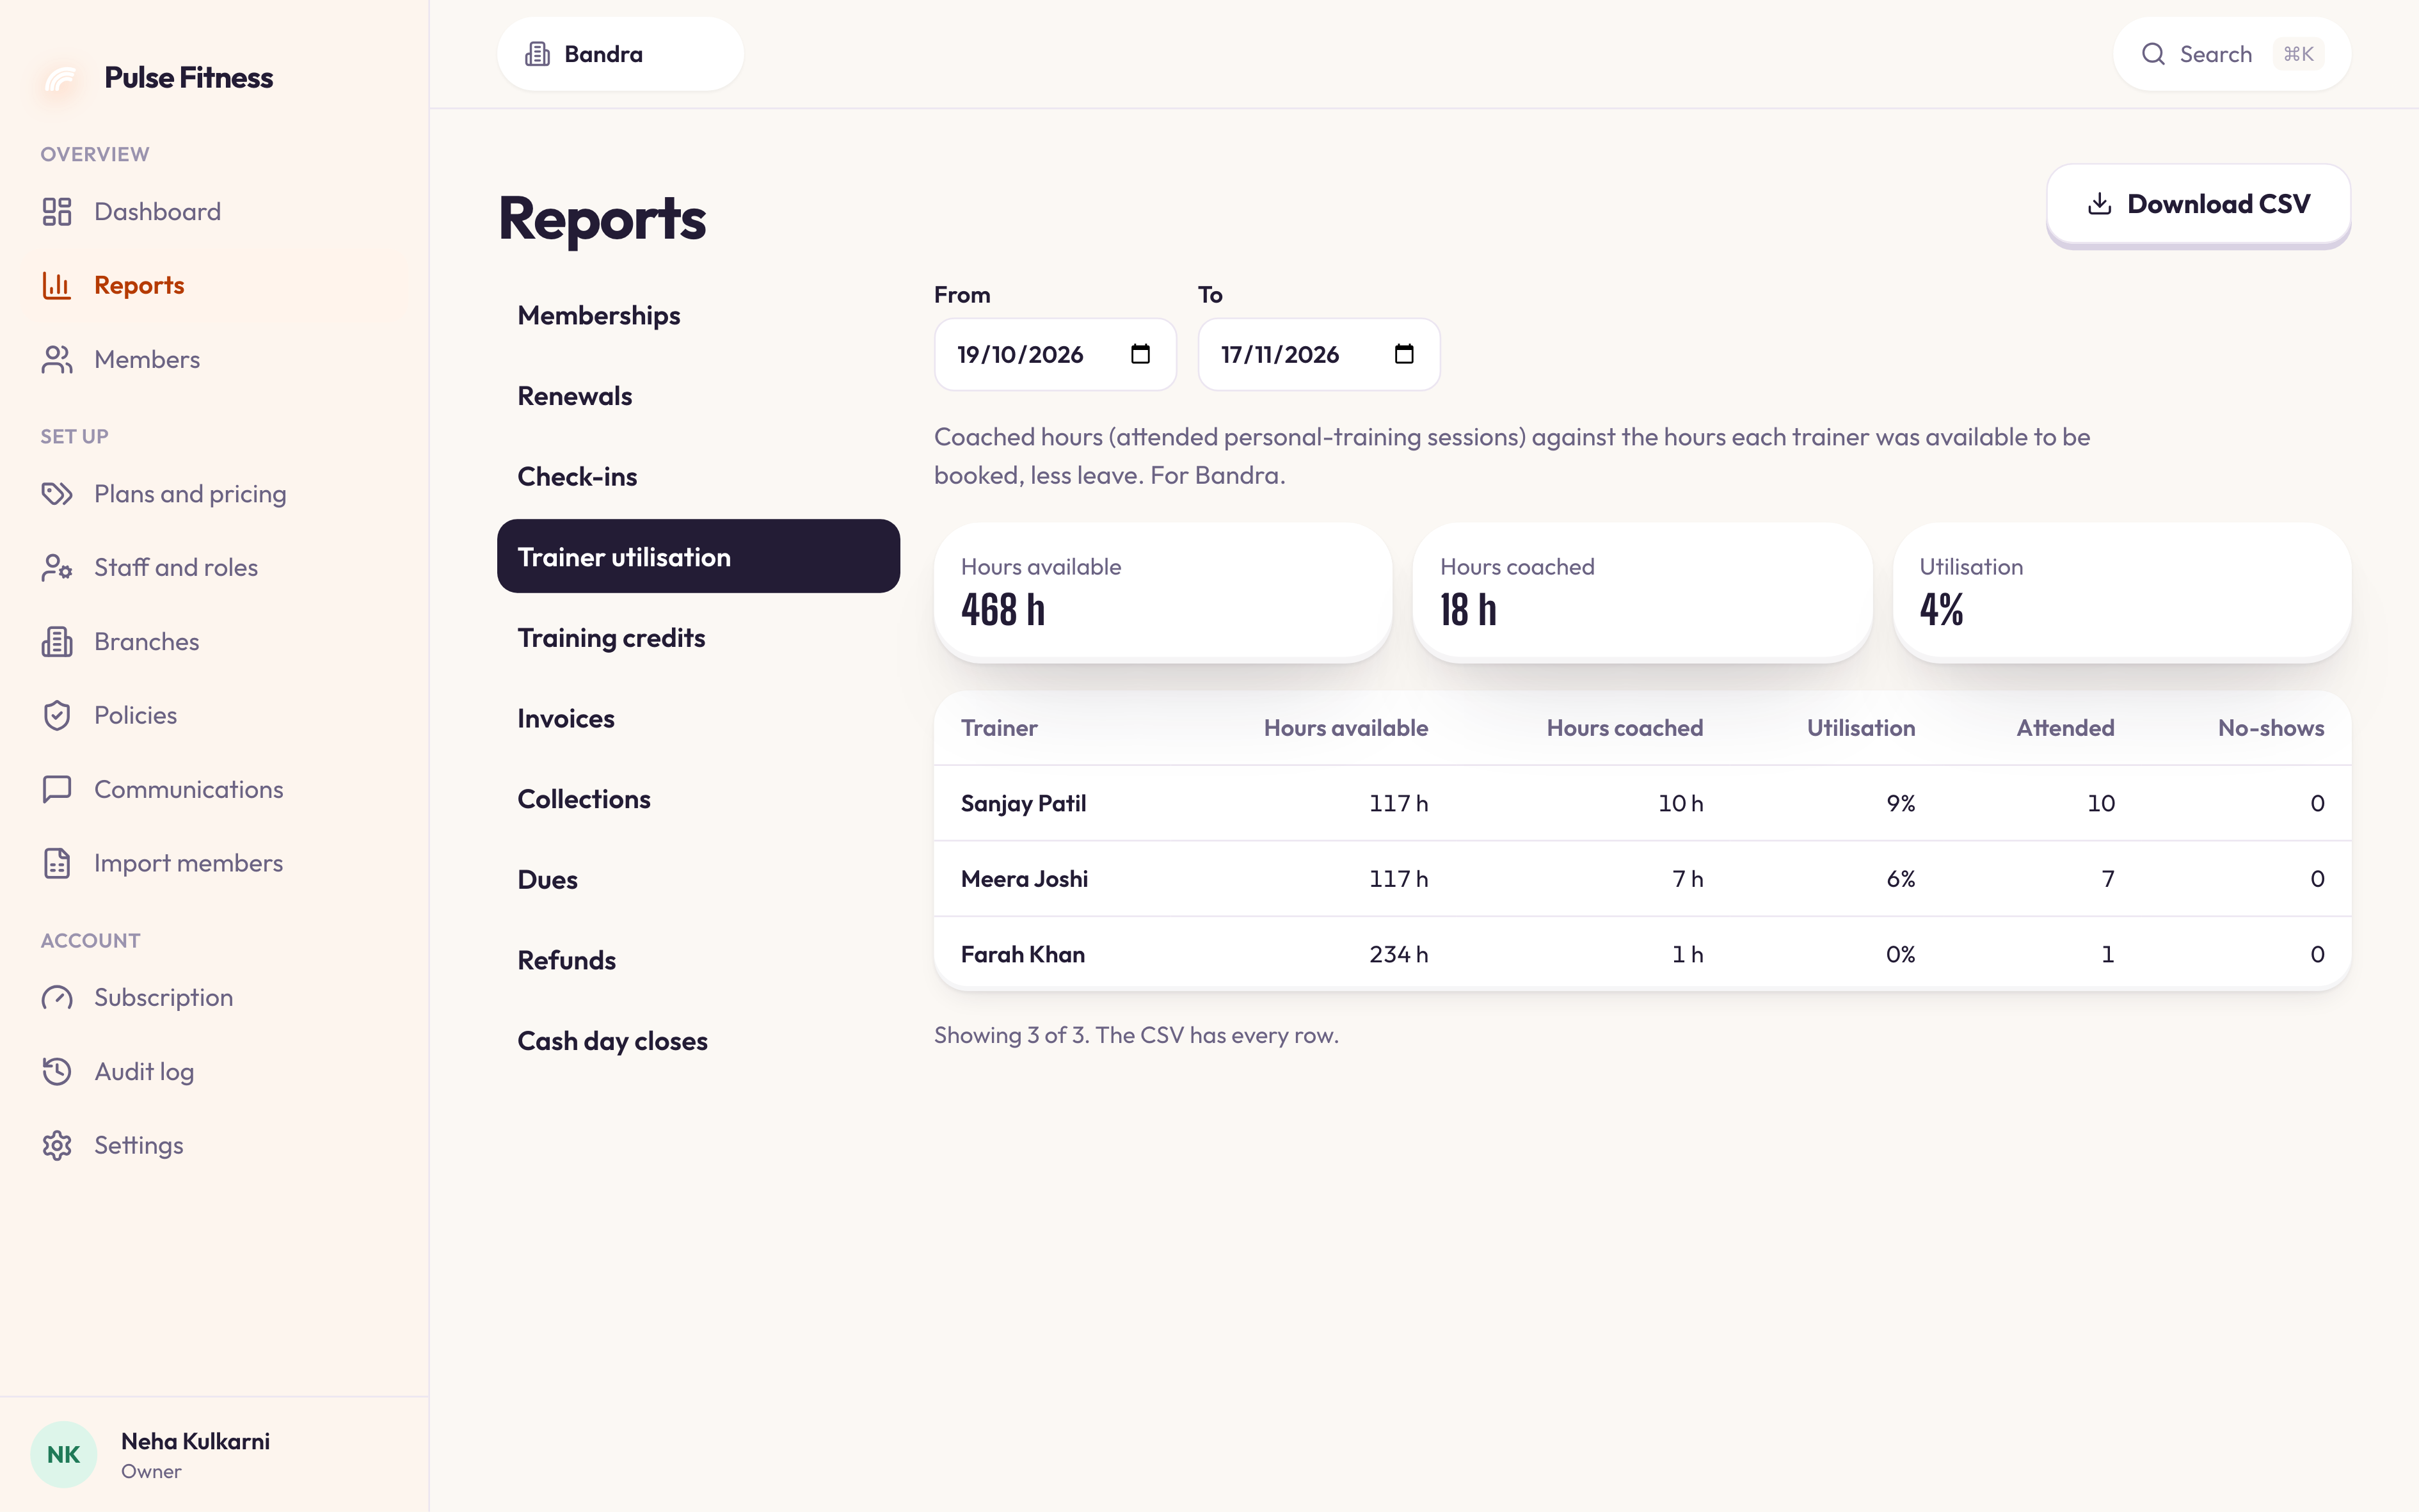 Pulse Fitness
OVERVIEW
Dashboard
Reports
Members
SET UP
Plans and pricing
Staff and roles
Branches
Policies
Communications
Import members
ACCOUNT
Subscription
Audit log
Settings
NK
Neha Kulkarni
Owner
Bandra
Search ⌘K
Reports
Download CSV
Memberships
Renewals
Check-ins
Trainer utilisation
Training credits
Invoices
Collections
Dues
Refunds
Cash day closes
From To
19/10/2026 17/11/2026
Coached hours (attended personal-training sessions) against the hours each trainer was available to be
booked, less leave. For Bandra.
Hours available Hours coached Utilisation
468 h 18 h 4%
Trainer Hours available Hours coached Utilisation Attended No-shows
Sanjay Patil 117 h 10 h 9% 10 0
Meera Joshi 117 h 7 h 6% 7 0
Farah Khan 234 h 1 h 0% 1 0
Showing 3 of 3. The CSV has every row.